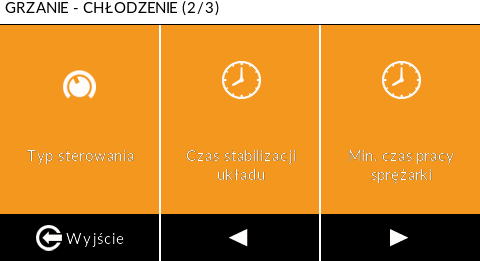 GRZANIE - CHŁODZENIE (2/3)
Typ sterowania
Czas stabilizacji
układu
Min. czas pracy
sprężarki
Wyjście